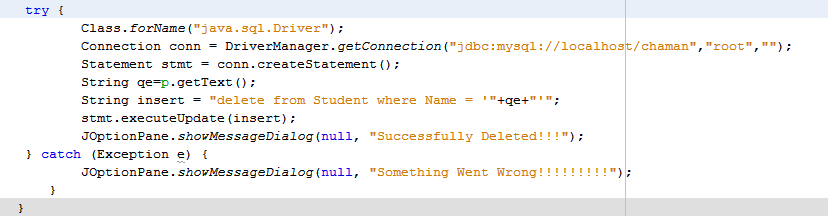 try {
Class.forName("java.sql.Driver");
Connection conn = DriverManager.getConnection("jdbc:mysql://localhost/chaman","root","");
Statement stmt = conn.createStatement();
String qe=p.getText();
String insert = "delete from Student where Name = '"+qe+"'";
stmt.executeUpdate(insert);
JOptionPane.showMessageDialog(null, "Successfully Deleted!!!");
} catch (Exception e) {
JOptionPane.showMessageDialog(null, "Something Went Wrong!!!!!!!!!");
}
}